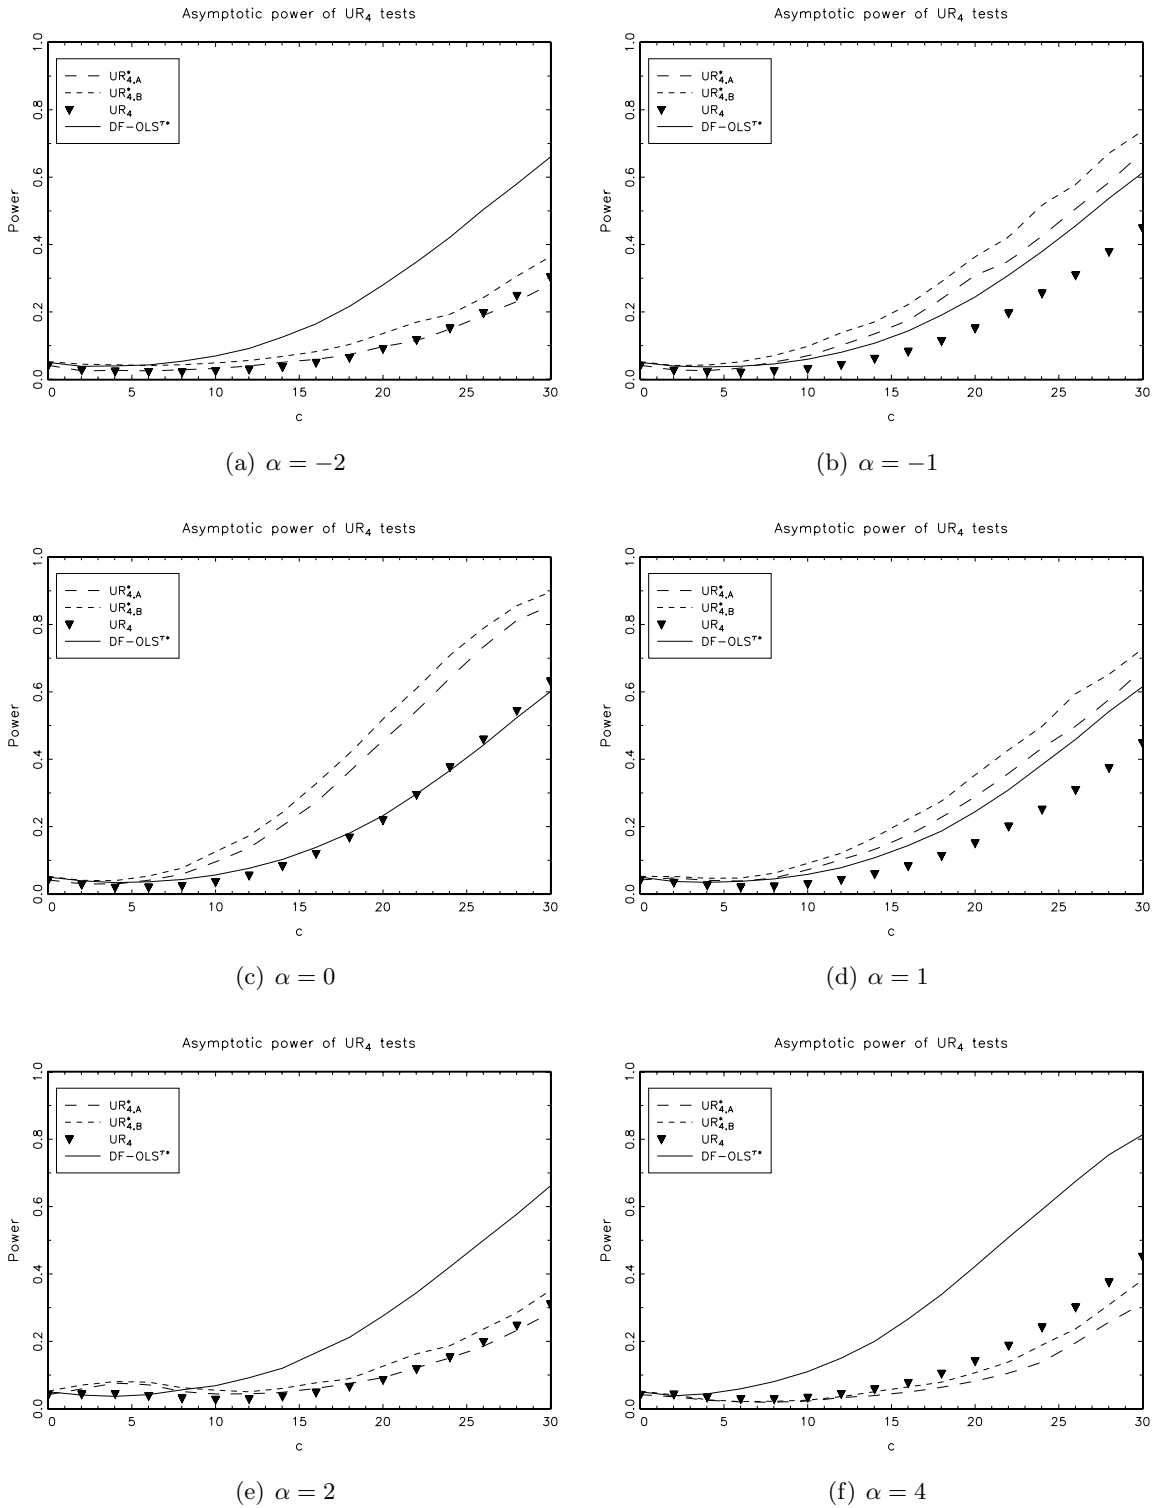 Asymptotic power of UR₄ tests
Power
1.0
0.8
0.6
0.4
0.2
0.0
UR*₄,A
UR*₄,B
UR₄
DF-OLS^τ*
0 5 10 15 20 25 30
c
(a) α = −2
Asymptotic power of UR₄ tests
Power
1.0
0.8
0.6
0.4
0.2
0.0
UR*₄,A
UR*₄,B
UR₄
DF-OLS^τ*
0 5 10 15 20 25 30
c
(b) α = −1
Asymptotic power of UR₄ tests
Power
1.0
0.8
0.6
0.4
0.2
0.0
UR*₄,A
UR*₄,B
UR₄
DF-OLS^τ*
0 5 10 15 20 25 30
c
(c) α = 0
Asymptotic power of UR₄ tests
Power
1.0
0.8
0.6
0.4
0.2
0.0
UR*₄,A
UR*₄,B
UR₄
DF-OLS^τ*
0 5 10 15 20 25 30
c
(d) α = 1
Asymptotic power of UR₄ tests
Power
1.0
0.8
0.6
0.4
0.2
0.0
UR*₄,A
UR*₄,B
UR₄
DF-OLS^τ*
0 5 10 15 20 25 30
c
(e) α = 2
Asymptotic power of UR₄ tests
Power
1.0
0.8
0.6
0.4
0.2
0.0
UR*₄,A
UR*₄,B
UR₄
DF-OLS^τ*
0 5 10 15 20 25 30
c
(f) α = 4